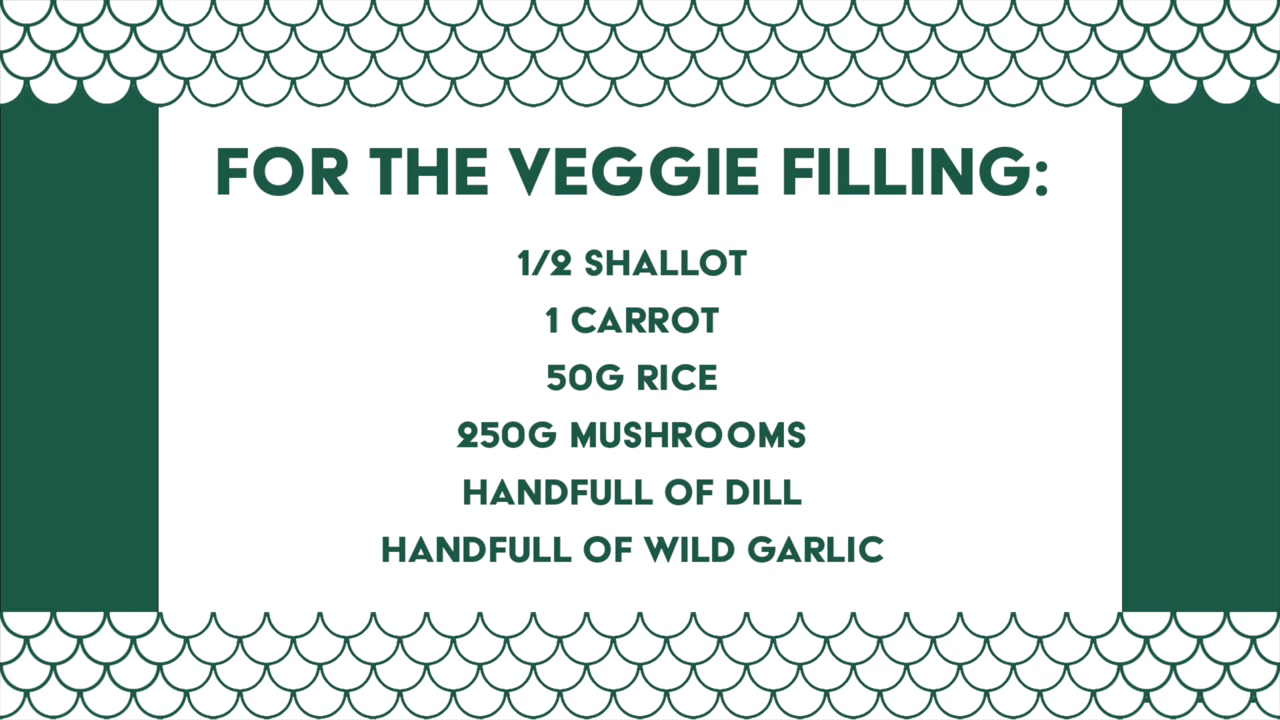 FOR THE VEGGIE FILLING:
1/2 SHALLOT
1 CARROT
50G RICE
250G MUSHROOMS
HANDFULL OF DILL
HANDFULL OF WILD GARLIC